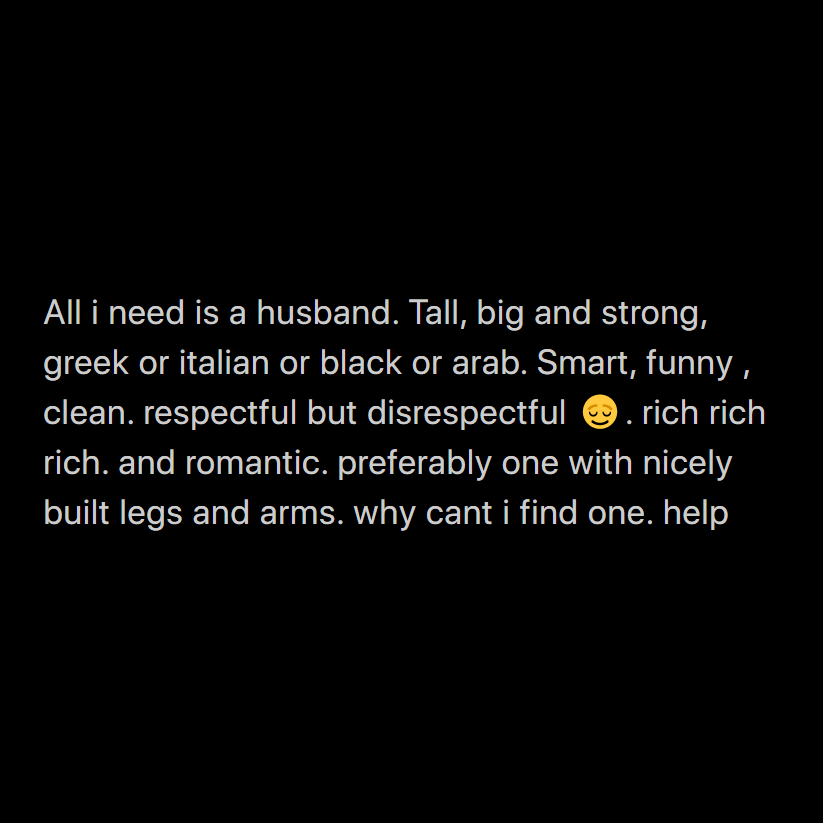 All i need is a husband. Tall, big and strong,
greek or italian or black or arab. Smart, funny ,
clean. respectful but disrespectful 😌 . rich rich
rich. and romantic. preferably one with nicely
built legs and arms. why cant i find one. help